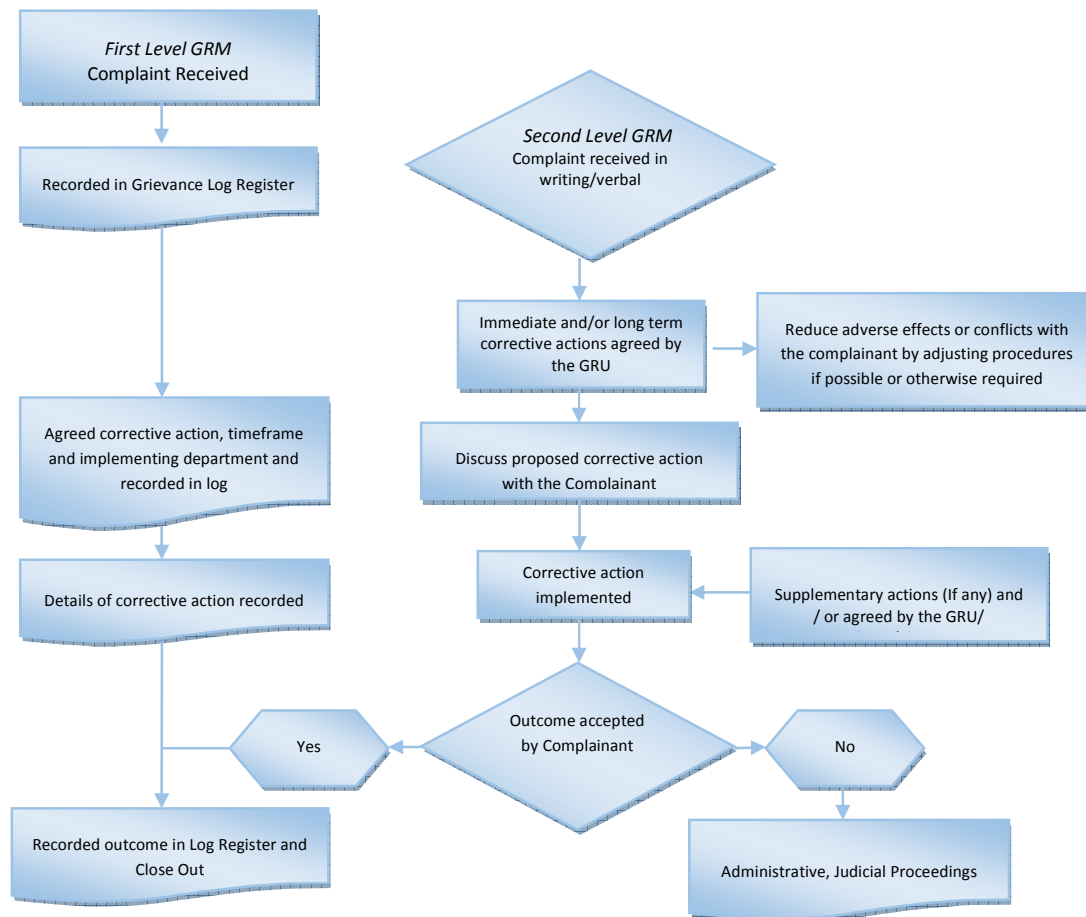 First Level GRM
Complaint Received
Recorded in Grievance Log Register
Agreed corrective action, timeframe
and implementing department and
recorded in log
Details of corrective action recorded
Second Level GRM
Complaint received in
writing/verbal
Immediate and/or long term
corrective actions agreed by
the GRU
Reduce adverse effects or conflicts with
the complainant by adjusting procedures
if possible or otherwise required
Discuss proposed corrective action
with the Complainant
Corrective action
implemented
Supplementary actions (If any) and
/ or agreed by the GRU/
Outcome accepted
by Complainant
Yes
No
Recorded outcome in Log Register and
Close Out
Administrative, Judicial Proceedings